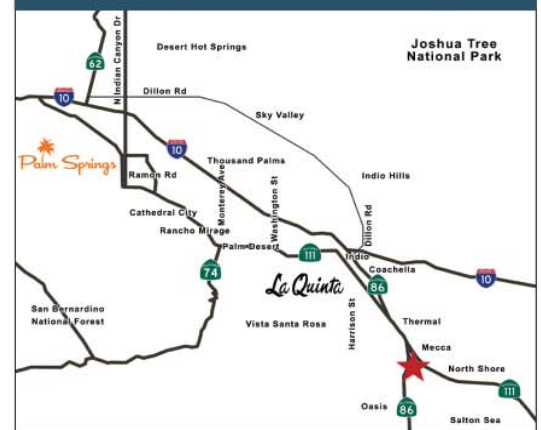 N Indian Canyon Dr
Desert Hot Springs
Joshua Tree
National Park
62
10
Dillon Rd
Sky Valley
10
Palm Springs
Thousand Palms
Ramon Rd
Monterey Ave
Washington St
Indio Hills
Cathedral City
Rancho Mirage
Dillon Rd
Palm Desert
111
Indio
Coachella
74
La Quinta
86
10
San Bernardino
National Forest
Vista Santa Rosa
Harrison St
Thermal
Mecca
North Shore
111
Oasis
86
Salton Sea